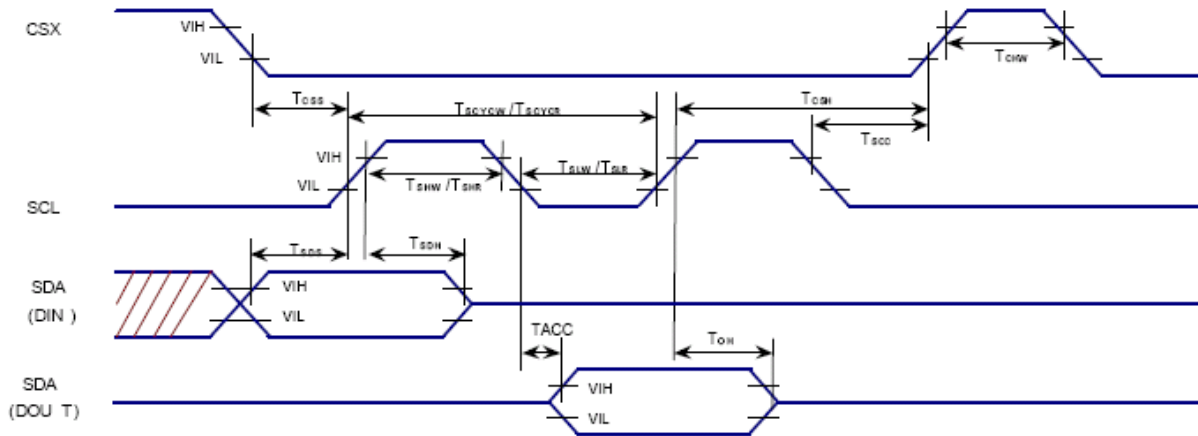 CSX
VIH
VIL
TCHW
TCSS
TSCYCW /TSCYCR
TCSH
TSCC
VIH
VIL
TSHW /TSHR
TSLW /TSLR
SCL
TSDS
TSDH
SDA
(DIN )
VIH
VIL
TACC
TOH
SDA
(DOU T)
VIH
VIL